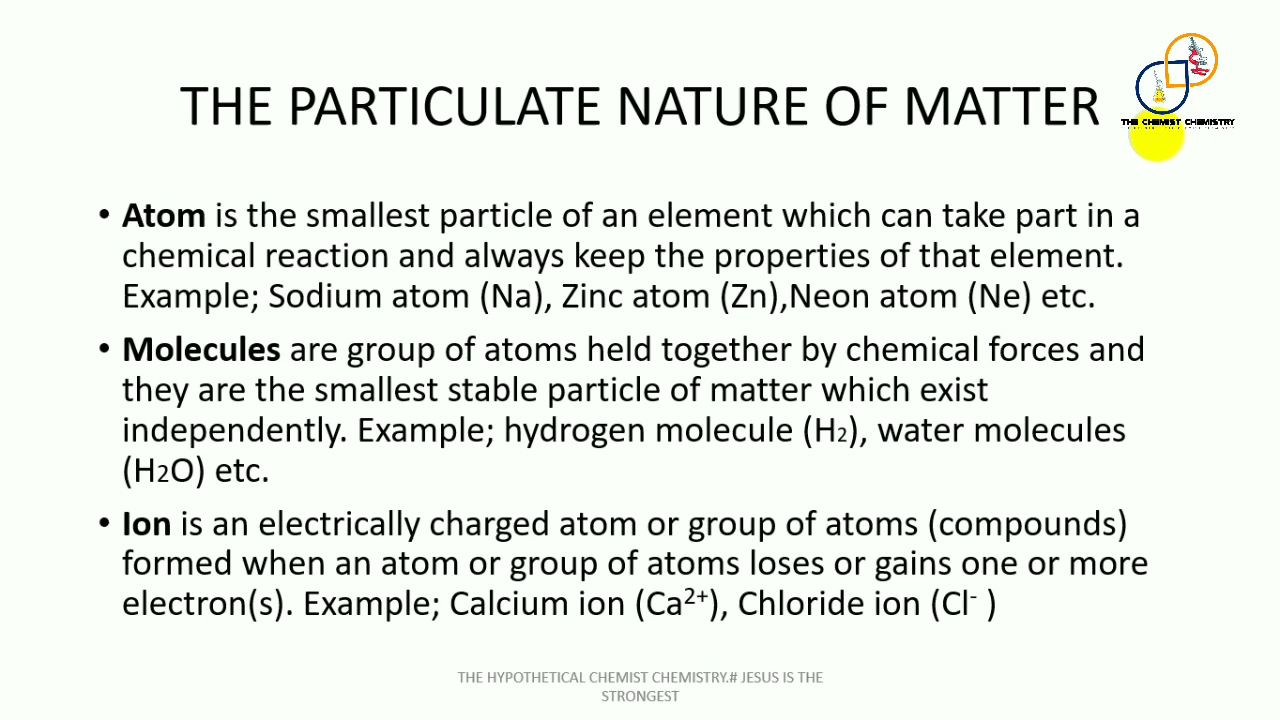 THE PARTICULATE NATURE OF MATTER
THE CHEMIST CHEMISTRY
• Atom is the smallest particle of an element which can take part in a
chemical reaction and always keep the properties of that element.
Example; Sodium atom (Na), Zinc atom (Zn),Neon atom (Ne) etc.
• Molecules are group of atoms held together by chemical forces and
they are the smallest stable particle of matter which exist
independently. Example; hydrogen molecule (H₂), water molecules
(H₂O) etc.
• Ion is an electrically charged atom or group of atoms (compounds)
formed when an atom or group of atoms loses or gains one or more
electron(s). Example; Calcium ion (Ca²⁺), Chloride ion (Cl⁻ )
THE HYPOTHETICAL CHEMIST CHEMISTRY.# JESUS IS THE
STRONGEST